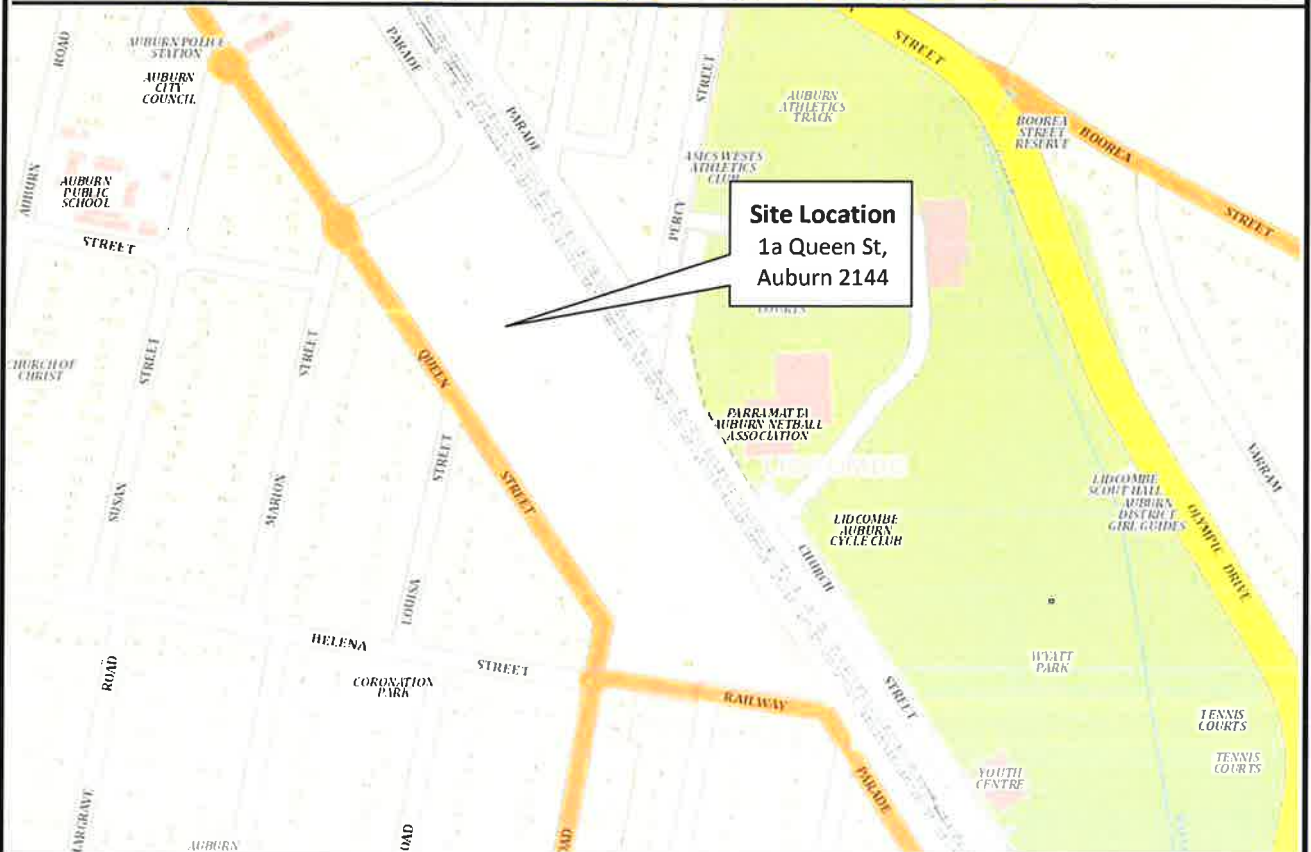 ROAD
AUBURN POLICE
STATION
AUBURN
CITY
COUNCIL
PARADE
PARADE
STREET
STREET
AUBURN
ATHLETICS
TRACK
BOOREA
STREET
RESERVE
BOOREA
STREET
ASICS WESTS
ATHLETICS
CLUB
AUBURN
PUBLIC
SCHOOL
AUBURN
STREET
PERCY
Site Location
1a Queen St,
Auburn 2144
COURTS
CHURCH OF
CHRIST
STREET
STREET
QUEEN
STREET
STREET
PARRAMATTA
AUBURN NETBALL
ASSOCIATION
LIDCOMBE
YARRAM
SUSAN
MARION
LIDCOMBE
AUBURN
CYCLE CLUB
LIDCOMBE
SCOUT HALL
AUBURN
DISTRICT
GIRL GUIDES
OLYMPIC DRIVE
CHURCH
STREET
LOUISA
HELENA
STREET
ROAD
CORONATION
PARK
RAILWAY
PARADE
WYATT
PARK
TENNIS
COURTS
TENNIS
COURTS
YOUTH
CENTRE
AUBURN